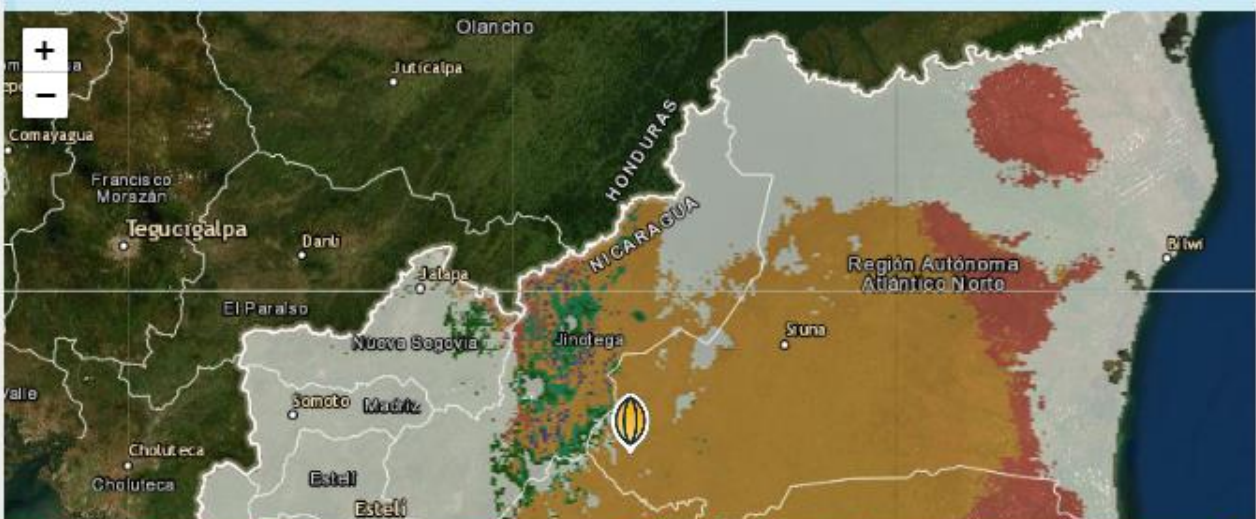 Olancho
+
Juticalpa
−
Comayagua
HONDURAS
Francisco
Morazán
Tegucigalpa
NICARAGUA
Danlí
Bilwi
Región Autónoma
Atlántico Norte
Jalapa
El Paraíso
Siuna
Nueva Segovia
Jinotega
Valle
Somoto
Madriz
Choluteca
Choluteca
Estelí
Estelí